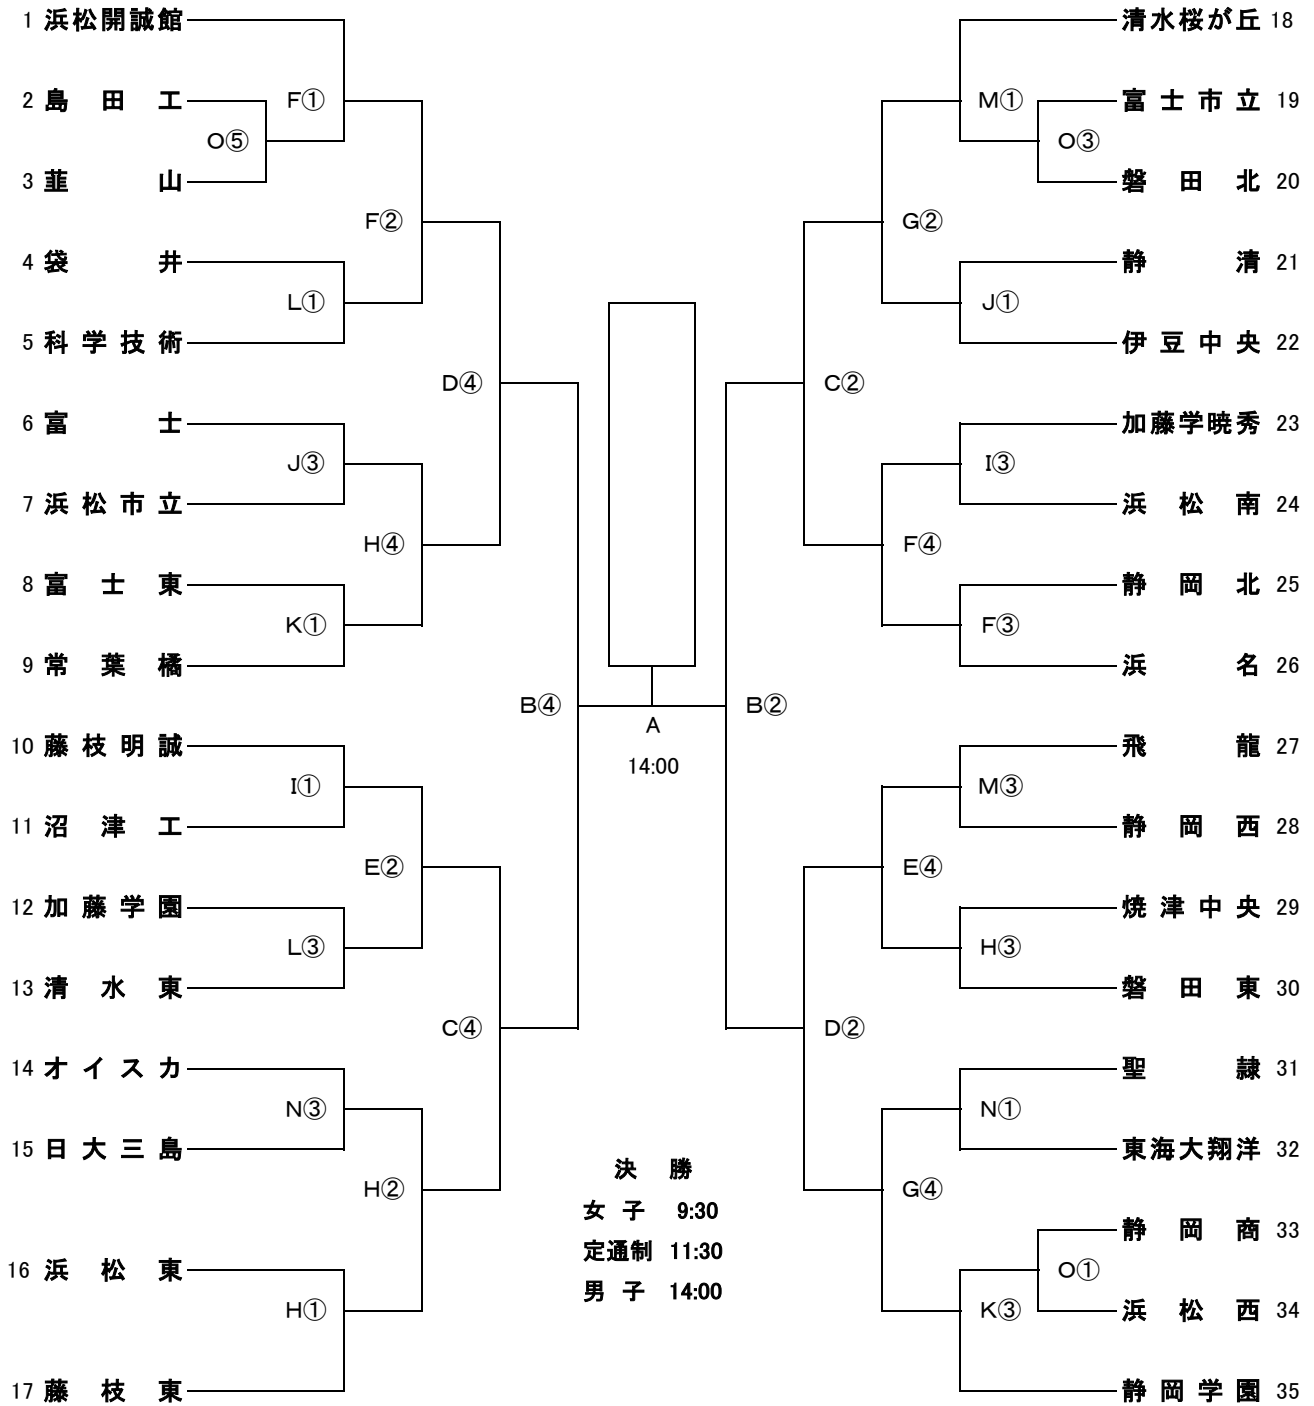 1 浜松開誠館
2 島田工
3 韮山
4 袋井
5 科学技術
6 富士
7 浜松市立
8 富士東
9 常葉橘
10 藤枝明誠
11 沼津工
12 加藤学園
13 清水東
14 オイスカ
15 日大三島
16 浜松東
17 藤枝東
F①
O⑤
F②
L①
D④
J③
H④
K①
B④
I①
E②
L③
C④
N③
H②
H①
A
14:00
決勝
女子 9:30
定通制 11:30
男子 14:00
M①
O③
G②
J①
C②
I③
F④
F③
B②
M③
E④
H③
D②
N①
G④
O①
K③
清水桜が丘 18
富士市立 19
磐田北 20
静清 21
伊豆中央 22
加藤学暁秀 23
浜松南 24
静岡北 25
浜名 26
飛龍 27
静岡西 28
焼津中央 29
磐田東 30
聖隷 31
東海大翔洋 32
静岡商 33
浜松西 34
静岡学園 35